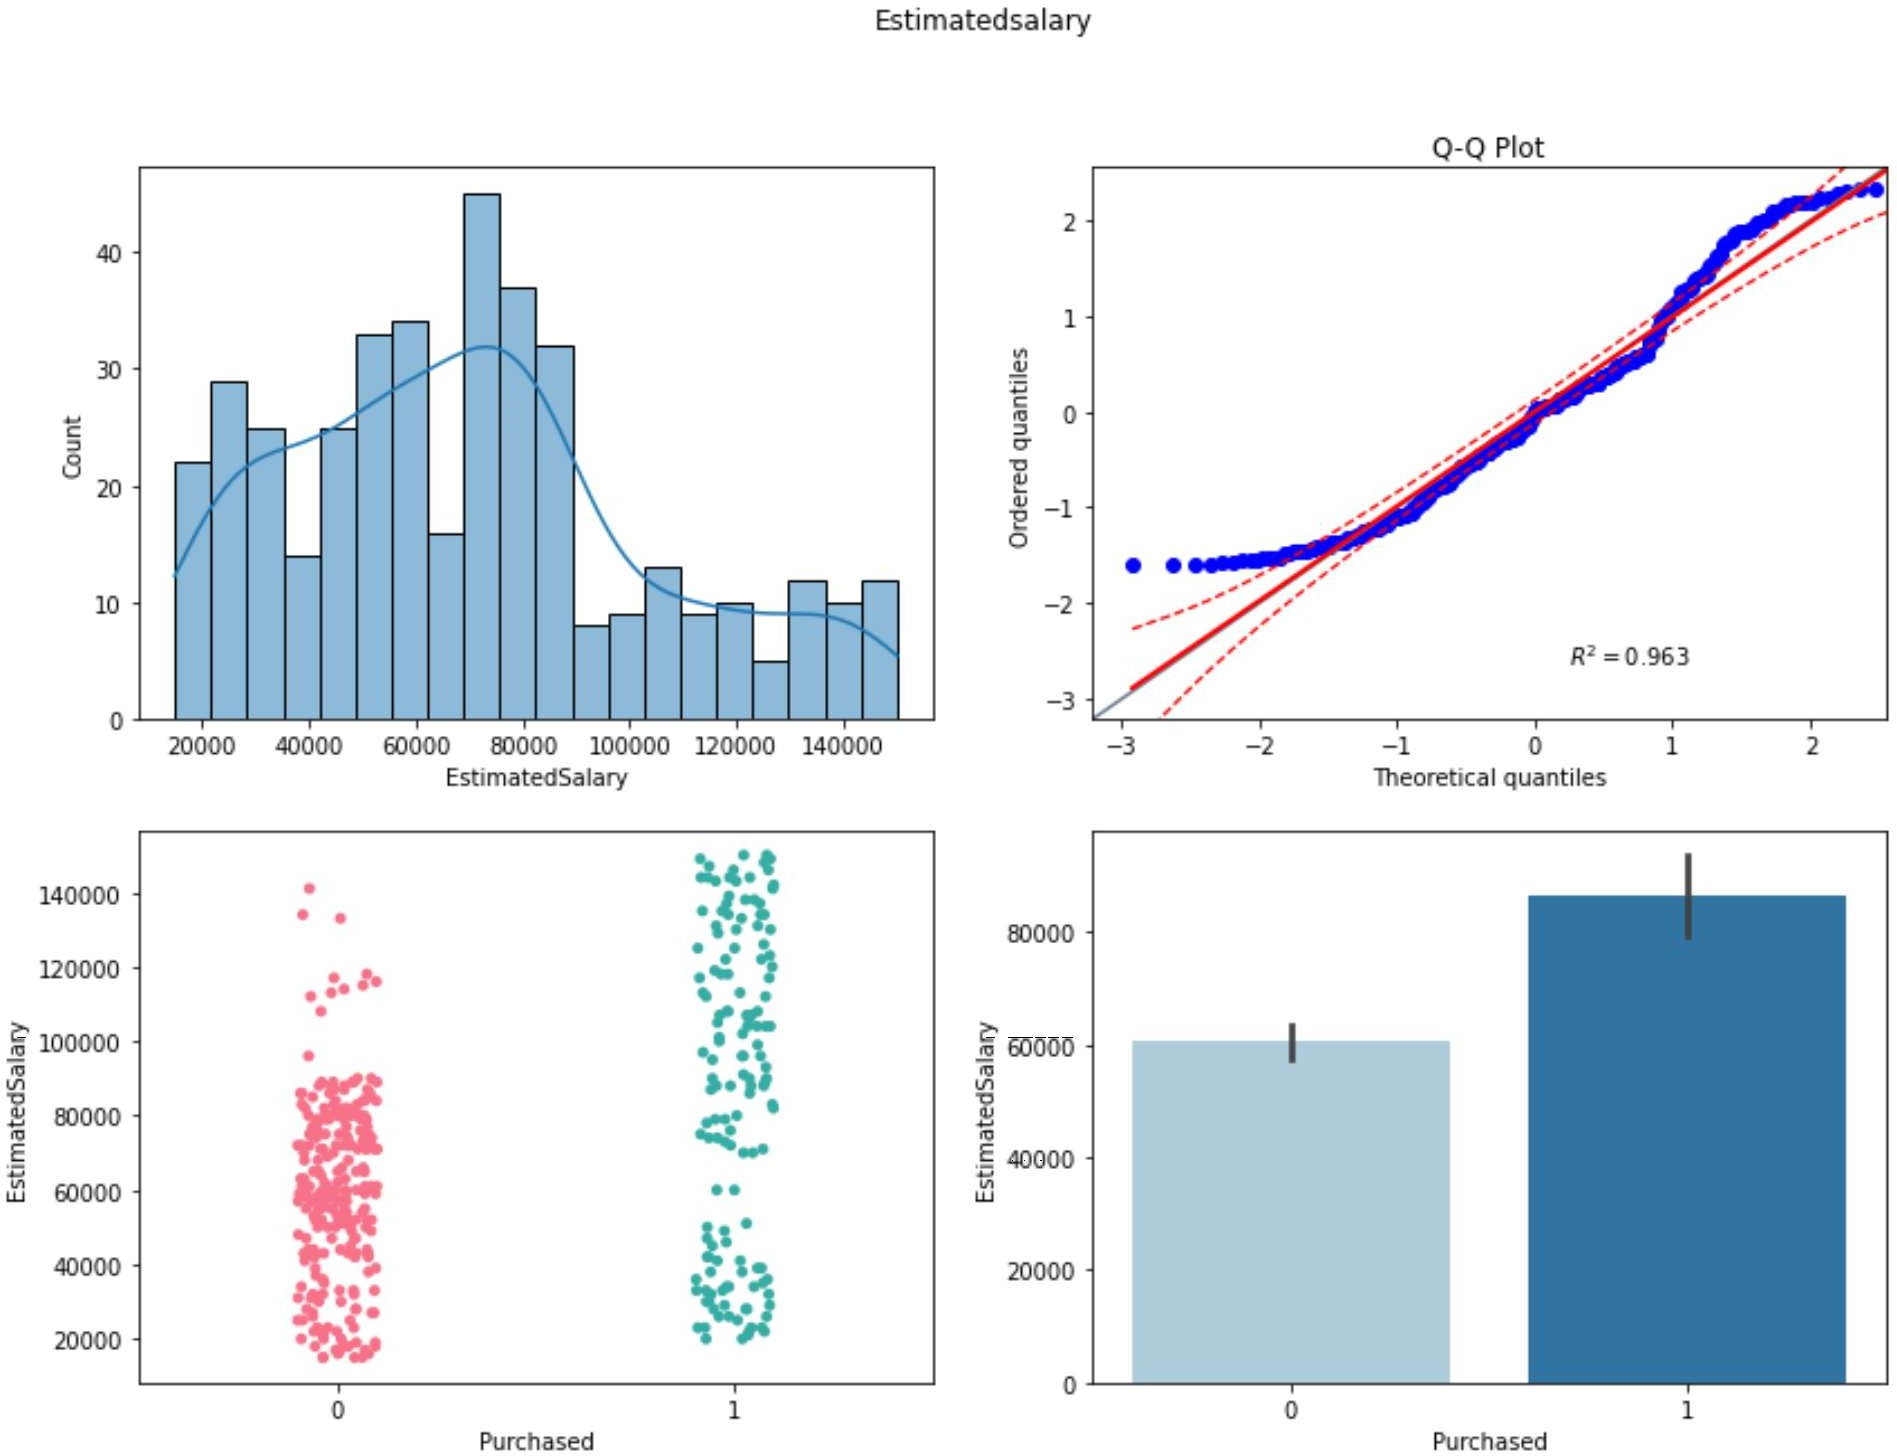 Estimatedsalary
Count
40
30
20
10
0
20000 40000 60000 80000 100000 120000 140000
EstimatedSalary
Q-Q Plot
Ordered quantiles
2
1
0
−1
−2
−3
R² = 0.963
−3 −2 −1 0 1 2
Theoretical quantiles
EstimatedSalary
140000
120000
100000
80000
60000
40000
20000
0 1
Purchased
EstimatedSalary
80000
60000
40000
20000
0
0 1
Purchased